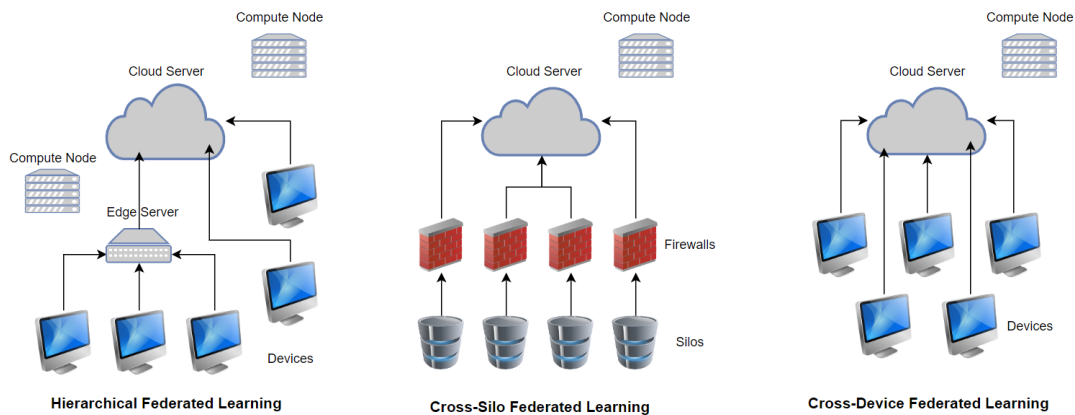 Compute Node
Cloud Server
Compute Node
Edge Server
Devices
Hierarchical Federated Learning
Compute Node
Cloud Server
Firewalls
Silos
Cross-Silo Federated Learning
Compute Node
Cloud Server
Devices
Cross-Device Federated Learning